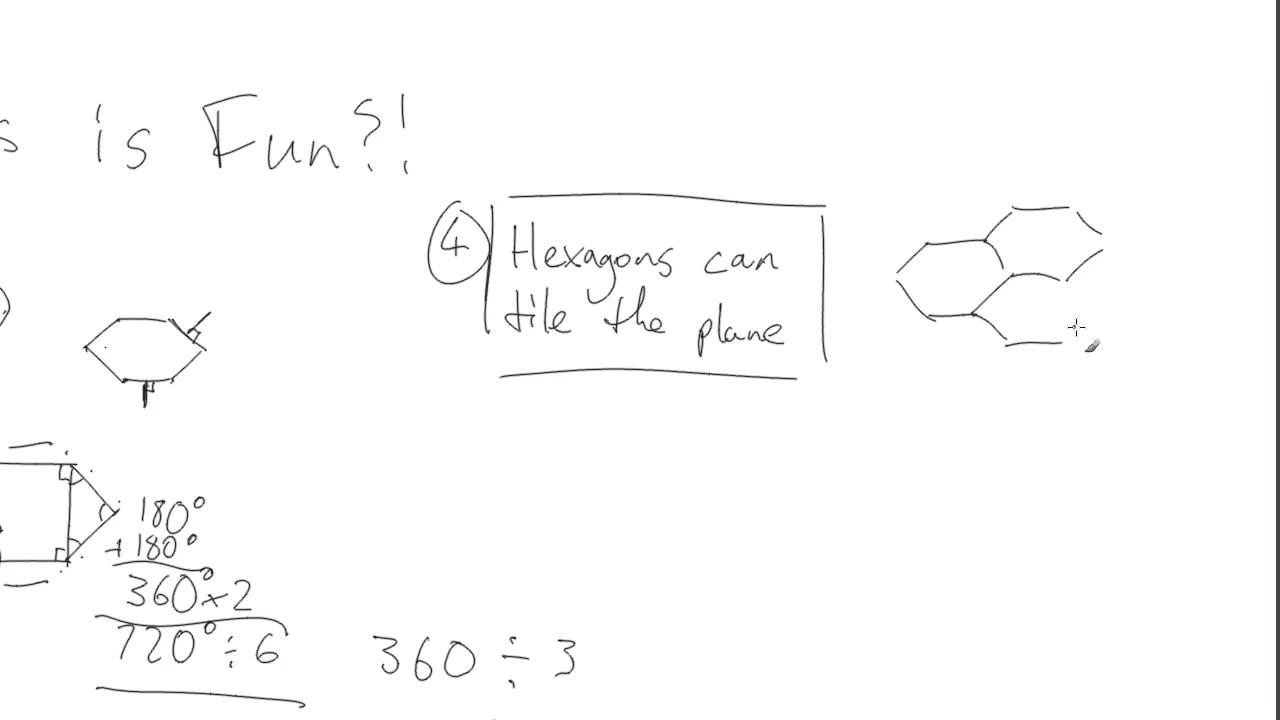 s is Fun?!
4
Hexagons can
tile the plane
180°
+180°
360°×2
720°÷6
360 ÷ 3